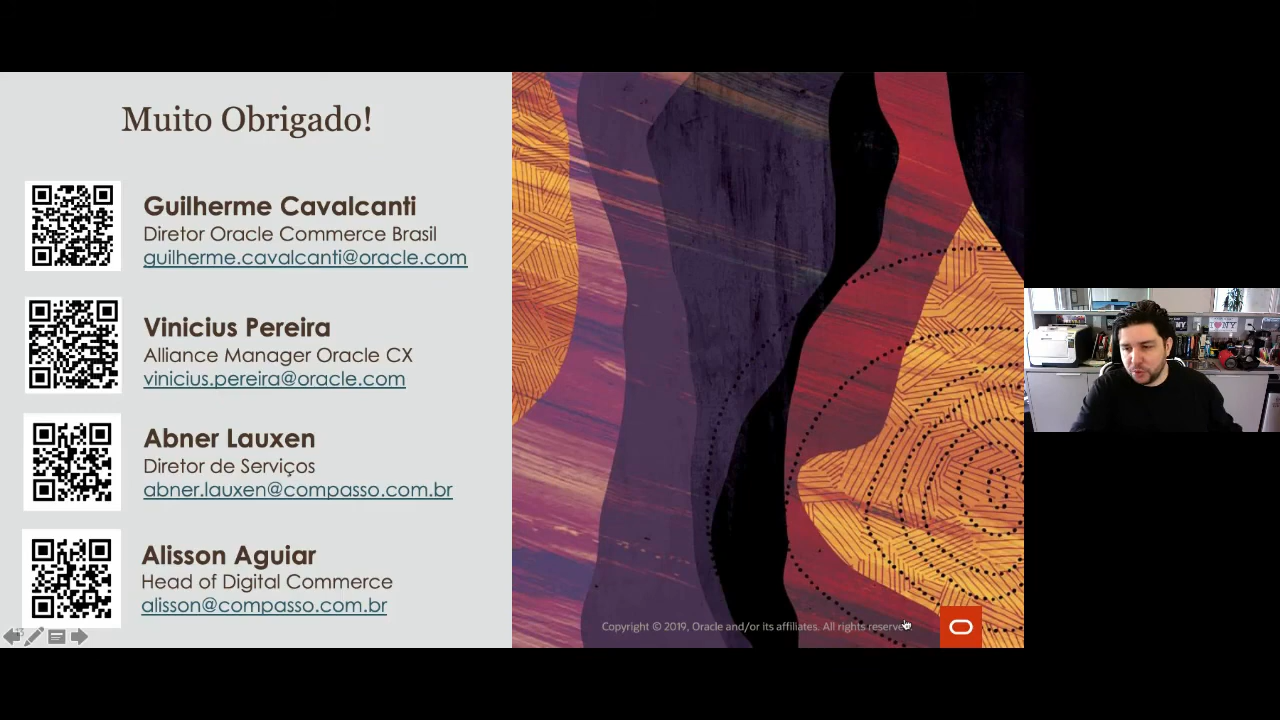 Muito Obrigado!
Guilherme Cavalcanti
Diretor Oracle Commerce Brasil
guilherme.cavalcanti@oracle.com
Vinicius Pereira
Alliance Manager Oracle CX
vinicius.pereira@oracle.com
Abner Lauxen
Diretor de Serviços
abner.lauxen@compasso.com.br
Alisson Aguiar
Head of Digital Commerce
alisson@compasso.com.br
Copyright © 2019, Oracle and/or its affiliates. All rights
NY
NY